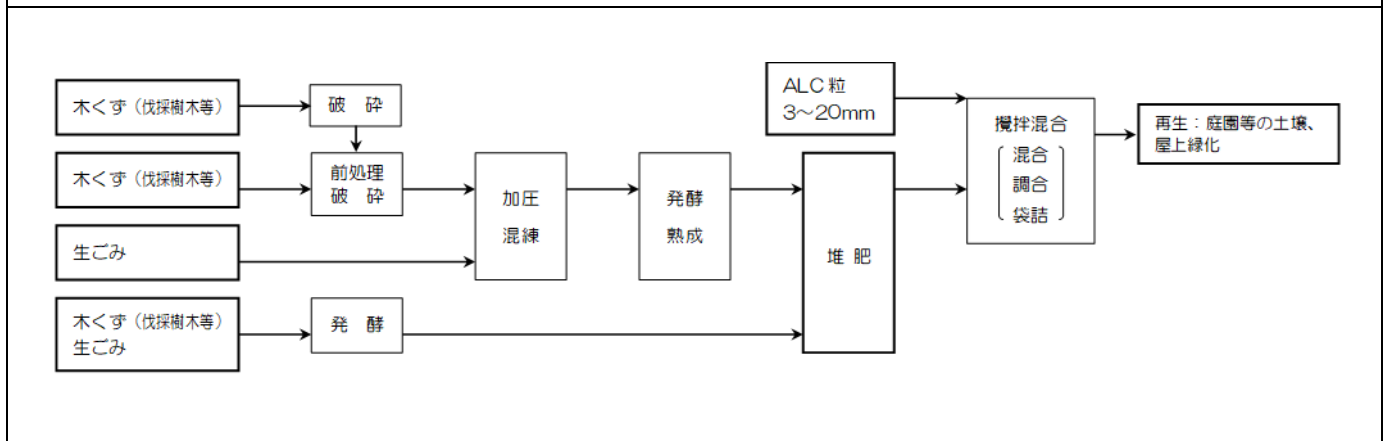 木くず（伐採樹木等）
破 砕
木くず（伐採樹木等）
前処理
破 砕
生ごみ
木くず（伐採樹木等）
生ごみ
発 酵
加圧
混練
発酵
熟成
ALC粒
3～20mm
堆 肥
攪拌混合
混合
調合
袋詰
再生：庭園等の土壌、
屋上緑化